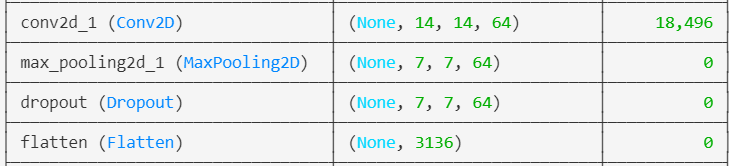 conv2d_1 (Conv2D) (None, 14, 14, 64) 18,496
max_pooling2d_1 (MaxPooling2D) (None, 7, 7, 64) 0
dropout (Dropout) (None, 7, 7, 64) 0
flatten (Flatten) (None, 3136) 0